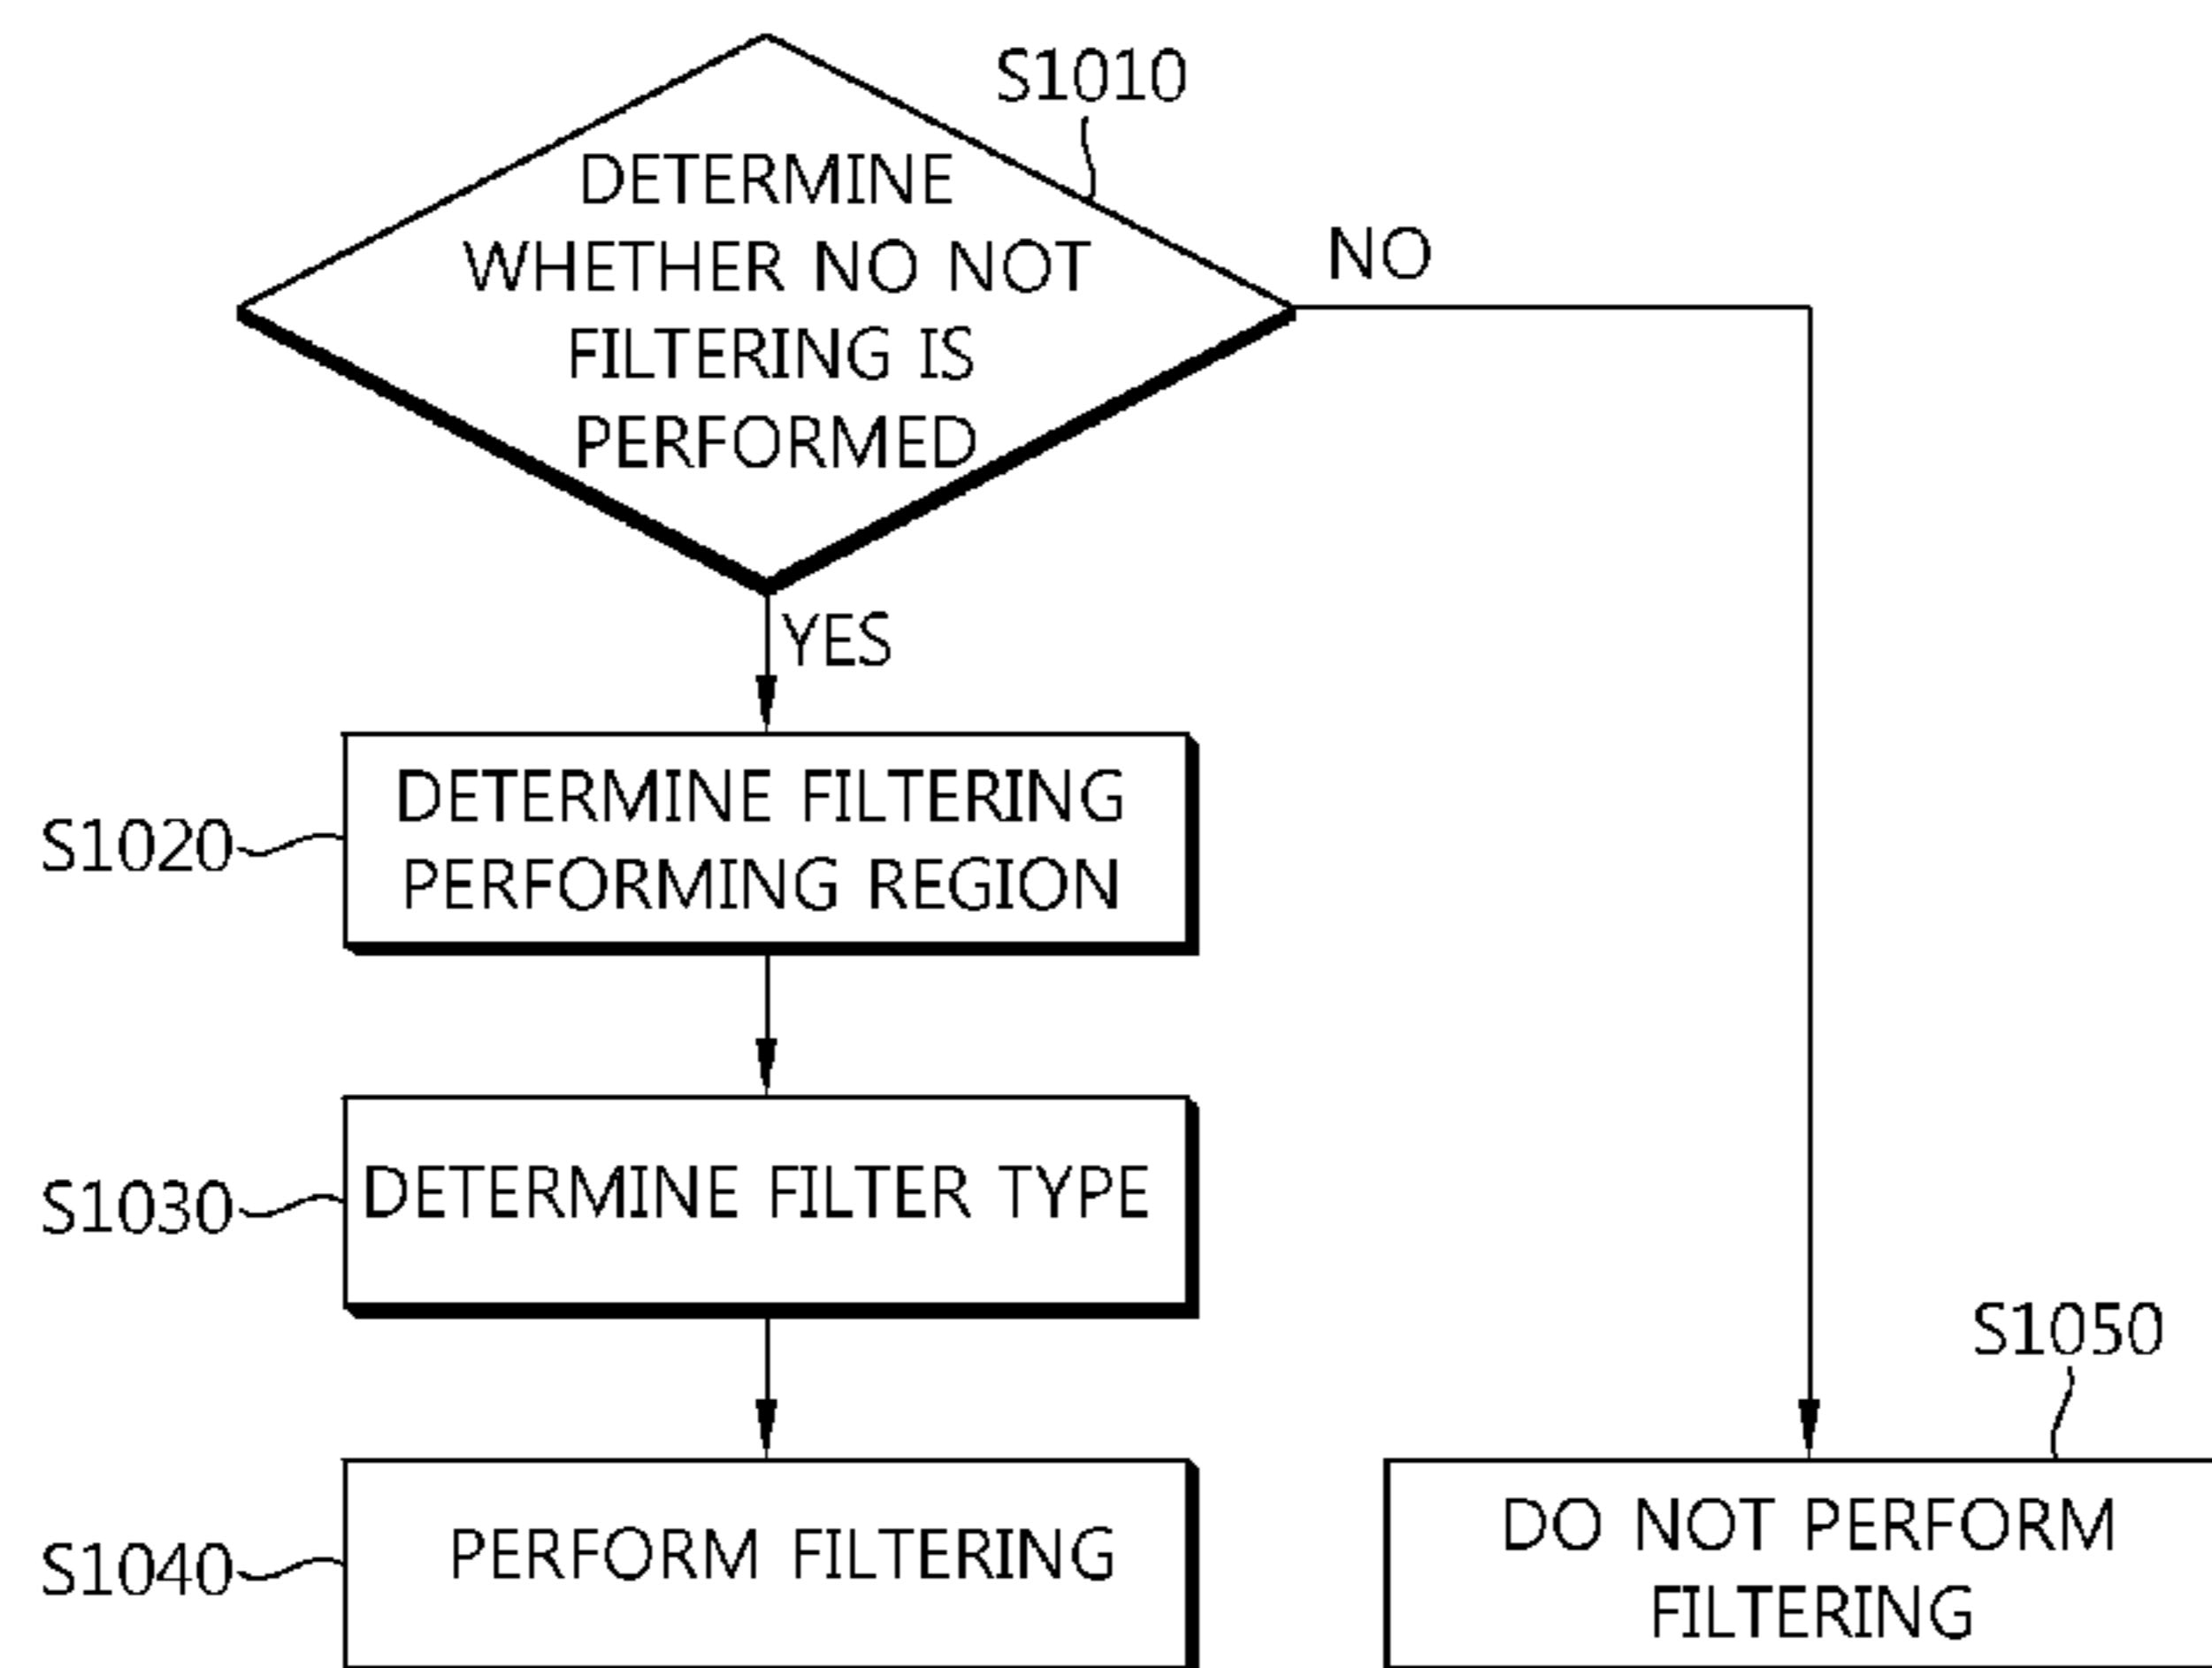 S1010
DETERMINE
WHETHER NO NOT
FILTERING IS
PERFORMED
NO
YES
S1020
DETERMINE FILTERING
PERFORMING REGION
S1030
DETERMINE FILTER TYPE
S1040
PERFORM FILTERING
S1050
DO NOT PERFORM
FILTERING